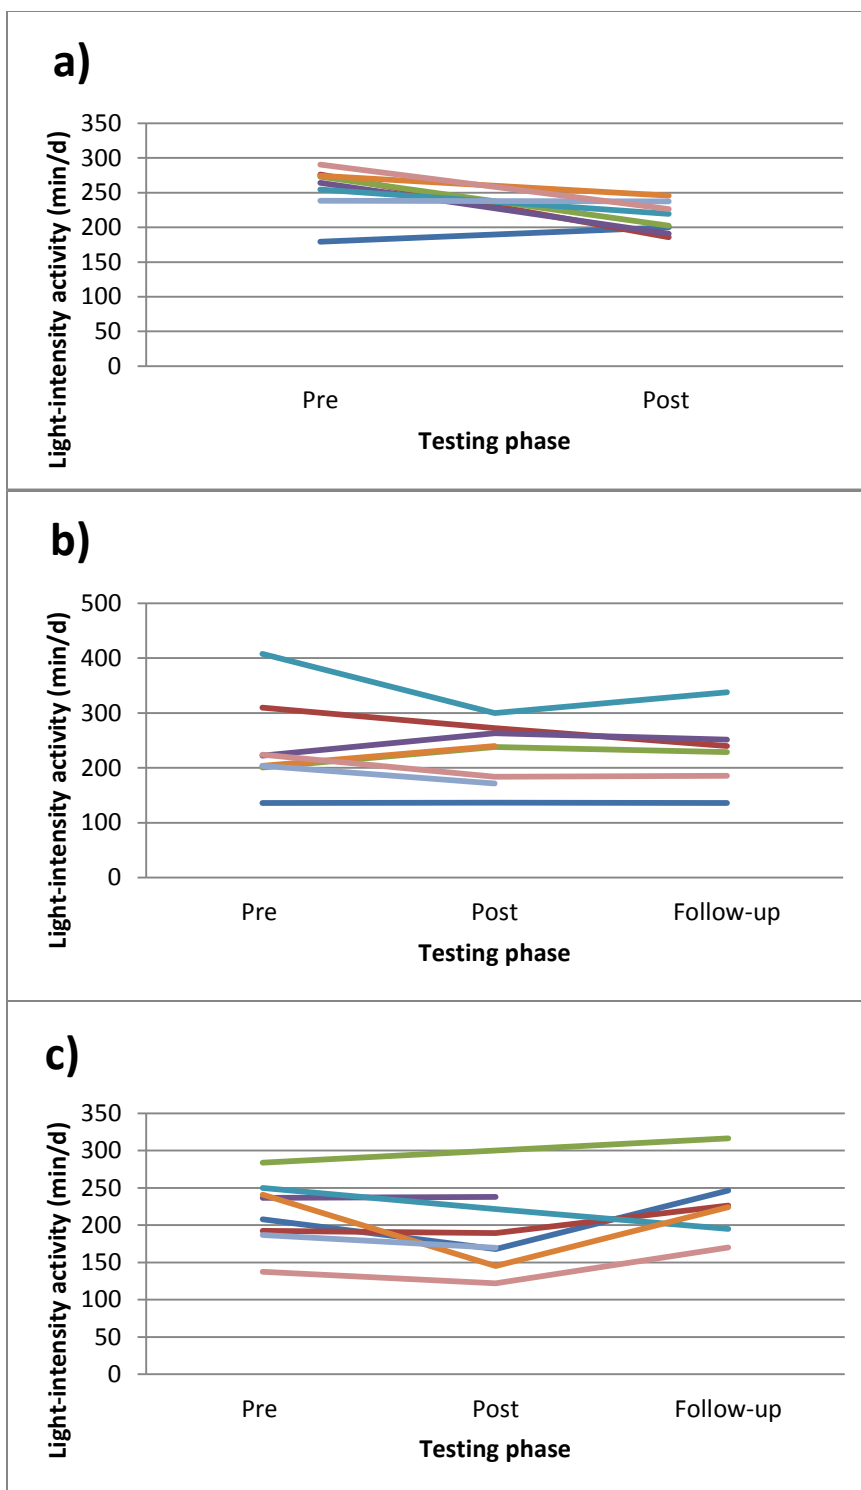 a)
Light-intensity activity (min/d)
350
300
250
200
150
100
50
0
Pre Post
Testing phase
b)
Light-intensity activity (min/d)
500
400
300
200
100
0
Pre Post Follow-up
Testing phase
c)
Light-intensity activity (min/d)
350
300
250
200
150
100
50
0
Pre Post Follow-up
Testing phase